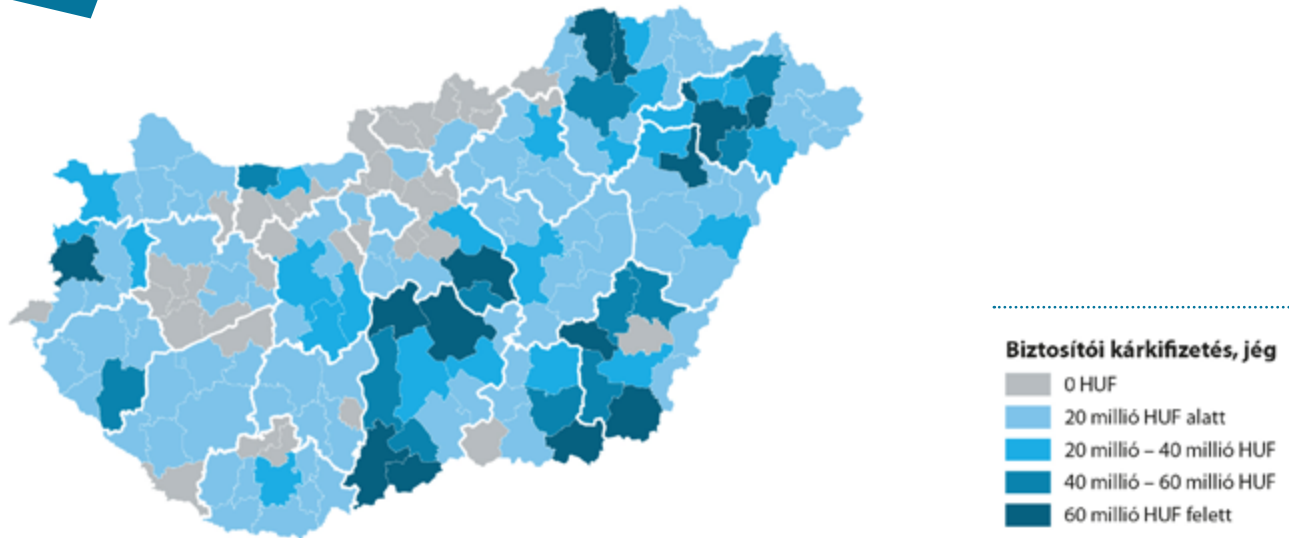 Biztosítói kárkifizetés, jég
0 HUF
20 millió HUF alatt
20 millió – 40 millió HUF
40 millió – 60 millió HUF
60 millió HUF felett